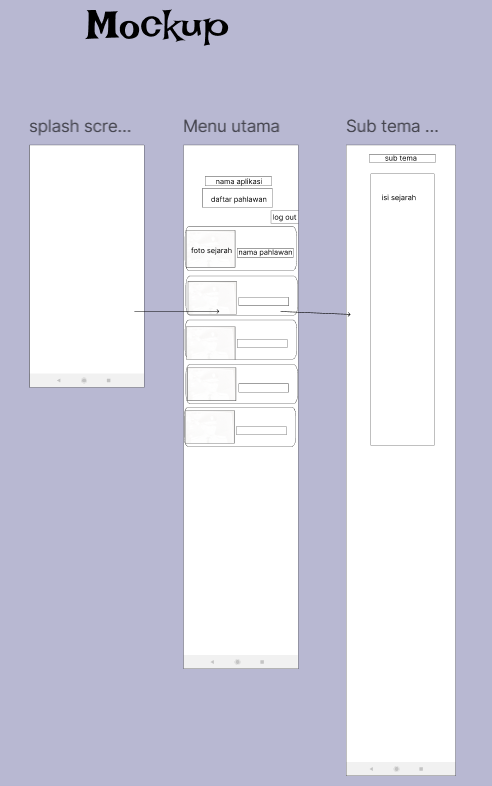 Mockup
splash scre...
Menu utama
Sub tema ...
nama aplikasi
daftar pahlawan
log out
foto sejarah
nama pahlawan
sub tema
isi sejarah